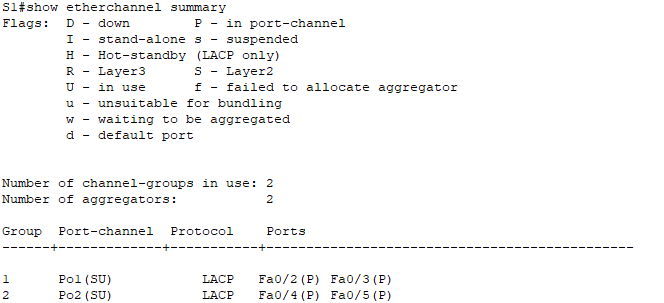 S1#show etherchannel summary
Flags:  D - down        P - in port-channel
        I - stand-alone s - suspended
        H - Hot-standby (LACP only)
        R - Layer3      S - Layer2
        U - in use      f - failed to allocate aggregator
        u - unsuitable for bundling
        w - waiting to be aggregated
        d - default port
Number of channel-groups in use: 2
Number of aggregators:           2
Group  Port-channel  Protocol    Ports
------+-------------+-----------+----------------------------------------------
1      Po1(SU)           LACP   Fa0/2(P) Fa0/3(P)
2      Po2(SU)           LACP   Fa0/4(P) Fa0/5(P)